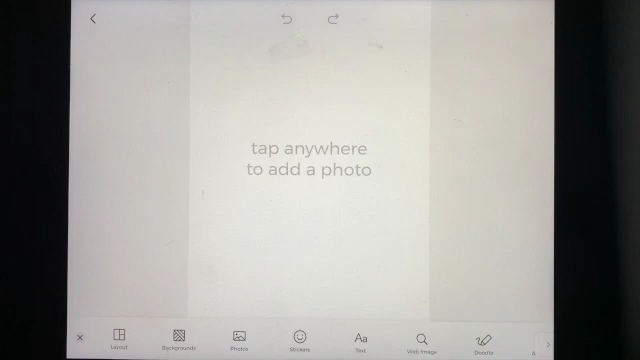 tap anywhere
to add a photo
Layout
Backgrounds
Photos
Stickers
Aa
Text
Web Image
Doodle
A